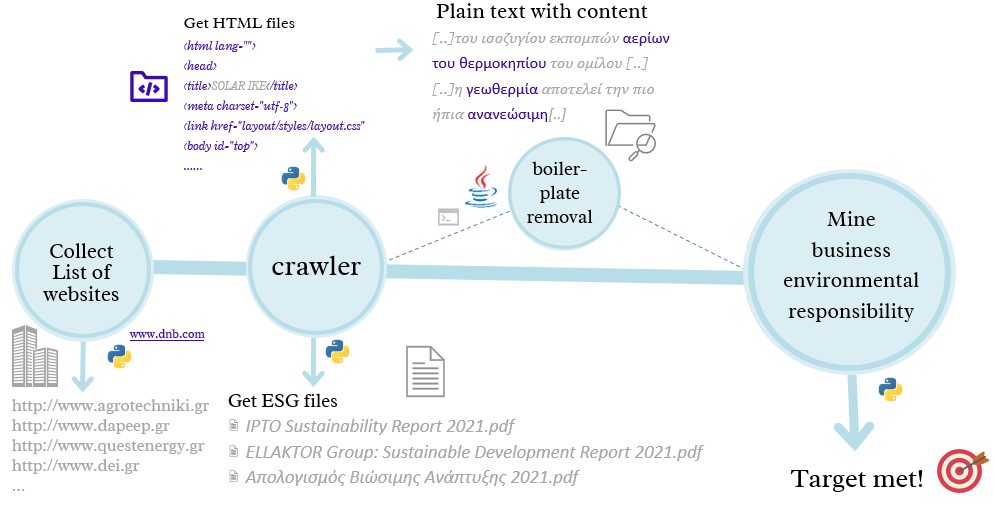 Get HTML files
<html lang="">
<head>
<title>SOLAR IKE</title>
<meta charset="utf-8">
<link href="layout/styles/layout.css"
<body id="top">
......
Plain text with content
[..]του ισοζυγίου εκπομπών αερίων
του θερμοκηπίου του ομίλου [..]
[..]η γεωθερμία αποτελεί την πιο
ήπια ανανεώσιμη[..]
boiler-
plate
removal
Collect
List of
websites
crawler
Mine
business
environmental
responsibility
www.dnb.com
http://www.agrotechniki.gr
http://www.dapeep.gr
http://www.questenergy.gr
http://www.dei.gr
...
Get ESG files
IPTO Sustainability Report 2021.pdf
ELLAKTOR Group: Sustainable Development Report 2021.pdf
Απολογισμός Βιώσιμης Ανάπτυξης 2021.pdf
Target met!